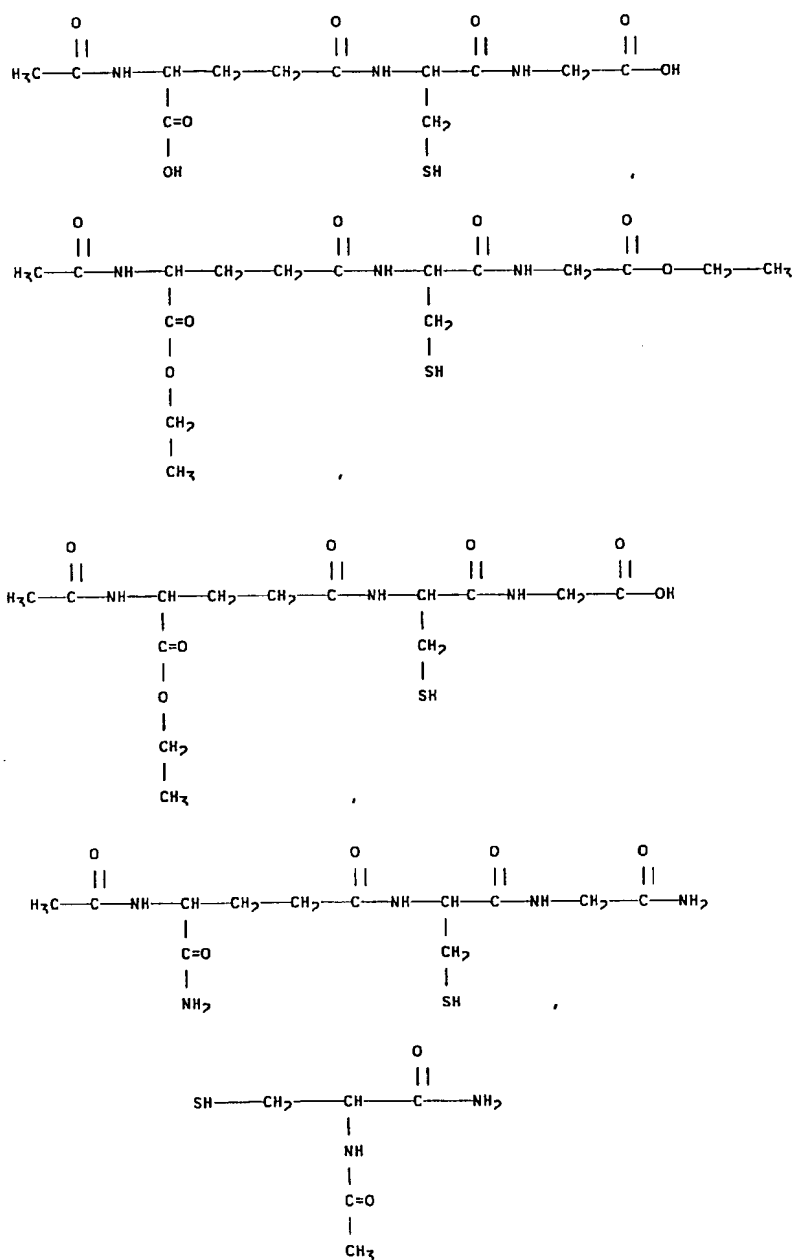 O O O O
|| || || ||
H3C—C—NH—CH—CH2—CH2—C—NH—CH—C—NH—CH2—C—OH
| |
C=O CH2
| |
OH SH ,
O O O O
|| || || ||
H3C—C—NH—CH—CH2—CH2—C—NH—CH—C—NH—CH2—C—O—CH2—CH3
| |
C=O CH2
| |
O SH
|
CH2
|
CH3 ,
O O O O
|| || || ||
H3C—C—NH—CH—CH2—CH2—C—NH—CH—C—NH—CH2—C—OH
| |
C=O CH2
| |
O SH
|
CH2
|
CH3 ,
O O O O
|| || || ||
H3C—C—NH—CH—CH2—CH2—C—NH—CH—C—NH—CH2—C—NH2
| |
C=O CH2
| |
NH2 SH ,
O
||
SH—CH2—CH—C—NH2
|
NH
|
C=O
|
CH3